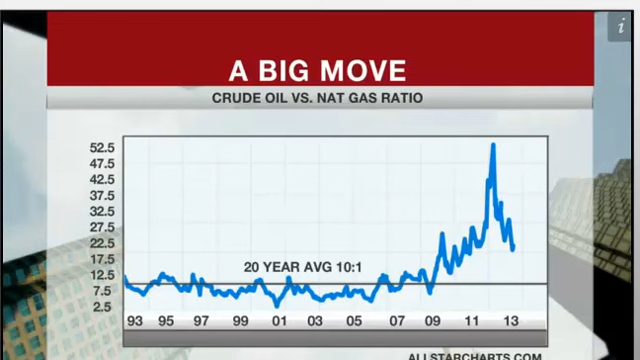 i
A BIG MOVE
CRUDE OIL VS. NAT GAS RATIO
52.5
47.5
42.5
37.5
32.5
27.5
22.5
17.5
12.5
7.5
2.5
20 YEAR AVG 10:1
93 95 97 99 01 03 05 07 09 11 13
ALLSTARCHARTS.COM